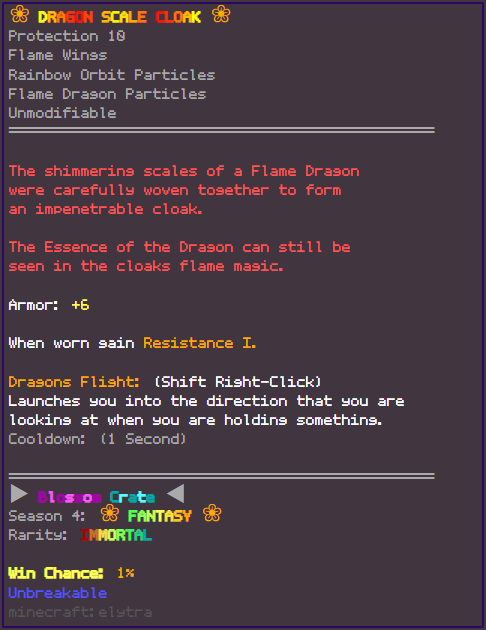 ❀ DRAGON SCALE CLOAK ❀
Protection 10
Flame Wings
Rainbow Orbit Particles
Flame Dragon Particles
Unmodifiable
The shimmering scales of a Flame Dragon
were carefully woven together to form
an impenetrable cloak.
The Essence of the Dragon can still be
seen in the cloaks flame magic.
Armor: +6
When worn gain Resistance I.
Dragons Flight: (Shift Right-Click)
Launches you into the direction that you are
looking at when you are holding something.
Cooldown: (1 Second)
▶ Blossom Crate ◀
Season 4: ❀ FANTASY ❀
Rarity: IMMORTAL
Win Chance: 1%
Unbreakable
minecraft:elytra